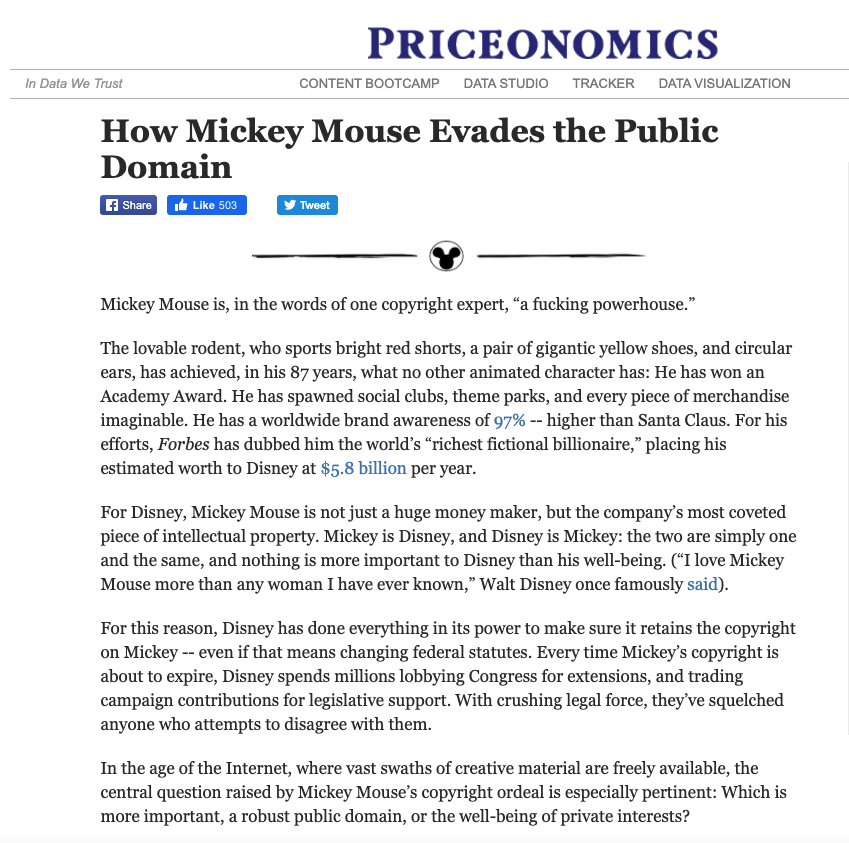 PRICEONOMICS
In Data We Trust
CONTENT BOOTCAMP DATA STUDIO TRACKER DATA VISUALIZATION
How Mickey Mouse Evades the Public
Domain
Share Like 503 Tweet
Mickey Mouse is, in the words of one copyright expert, “a fucking powerhouse.”
The lovable rodent, who sports bright red shorts, a pair of gigantic yellow shoes, and circular
ears, has achieved, in his 87 years, what no other animated character has: He has won an
Academy Award. He has spawned social clubs, theme parks, and every piece of merchandise
imaginable. He has a worldwide brand awareness of 97% -- higher than Santa Claus. For his
efforts, Forbes has dubbed him the world’s “richest fictional billionaire,” placing his
estimated worth to Disney at $5.8 billion per year.
For Disney, Mickey Mouse is not just a huge money maker, but the company’s most coveted
piece of intellectual property. Mickey is Disney, and Disney is Mickey: the two are simply one
and the same, and nothing is more important to Disney than his well-being. (“I love Mickey
Mouse more than any woman I have ever known,” Walt Disney once famously said).
For this reason, Disney has done everything in its power to make sure it retains the copyright
on Mickey -- even if that means changing federal statutes. Every time Mickey’s copyright is
about to expire, Disney spends millions lobbying Congress for extensions, and trading
campaign contributions for legislative support. With crushing legal force, they’ve squelched
anyone who attempts to disagree with them.
In the age of the Internet, where vast swaths of creative material are freely available, the
central question raised by Mickey Mouse’s copyright ordeal is especially pertinent: Which is
more important, a robust public domain, or the well-being of private interests?